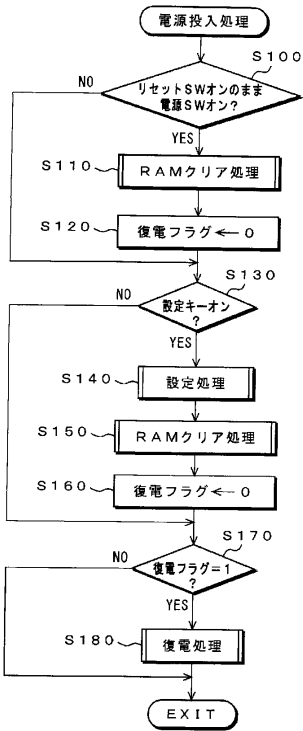 電源投入処理
S100
リセットSWオンのまま
電源SWオン?
NO
YES
S110
RAMクリア処理
S120
復電フラグ←0
S130
設定キーオン
?
NO
YES
S140
設定処理
S150
RAMクリア処理
S160
復電フラグ←0
S170
復電フラグ=1
?
NO
YES
S180
復電処理
EXIT